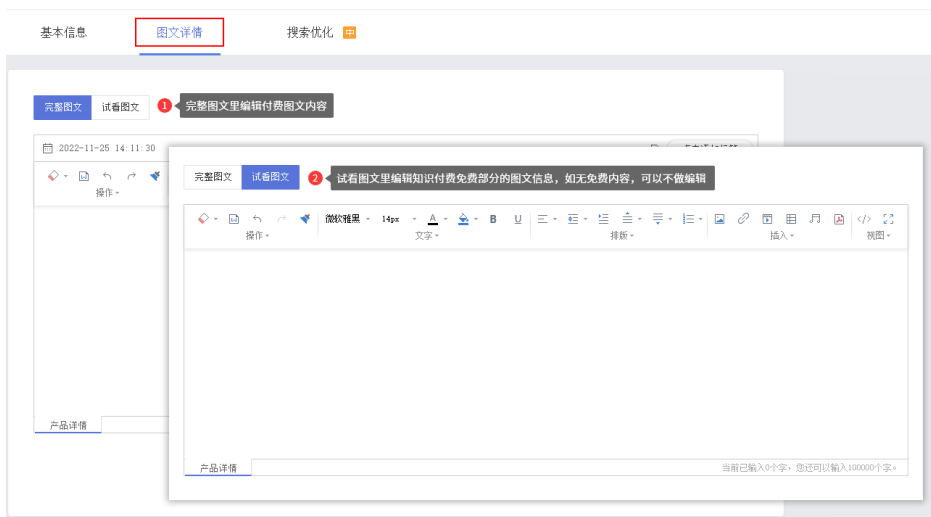 基本信息 图文详情 搜索优化 中
完整图文 试看图文 1 完整图文里编辑付费图文内容
2022-11-25 14:11:30
操作
完整图文 试看图文 2 试看图文里编辑知识付费免费部分的图文信息，如无免费内容，可以不做编辑
微软雅黑 14px A B U
操作 文字 排版 插入 视图
产品详情
产品详情 当前已输入0个字，您还可以输入100000个字。